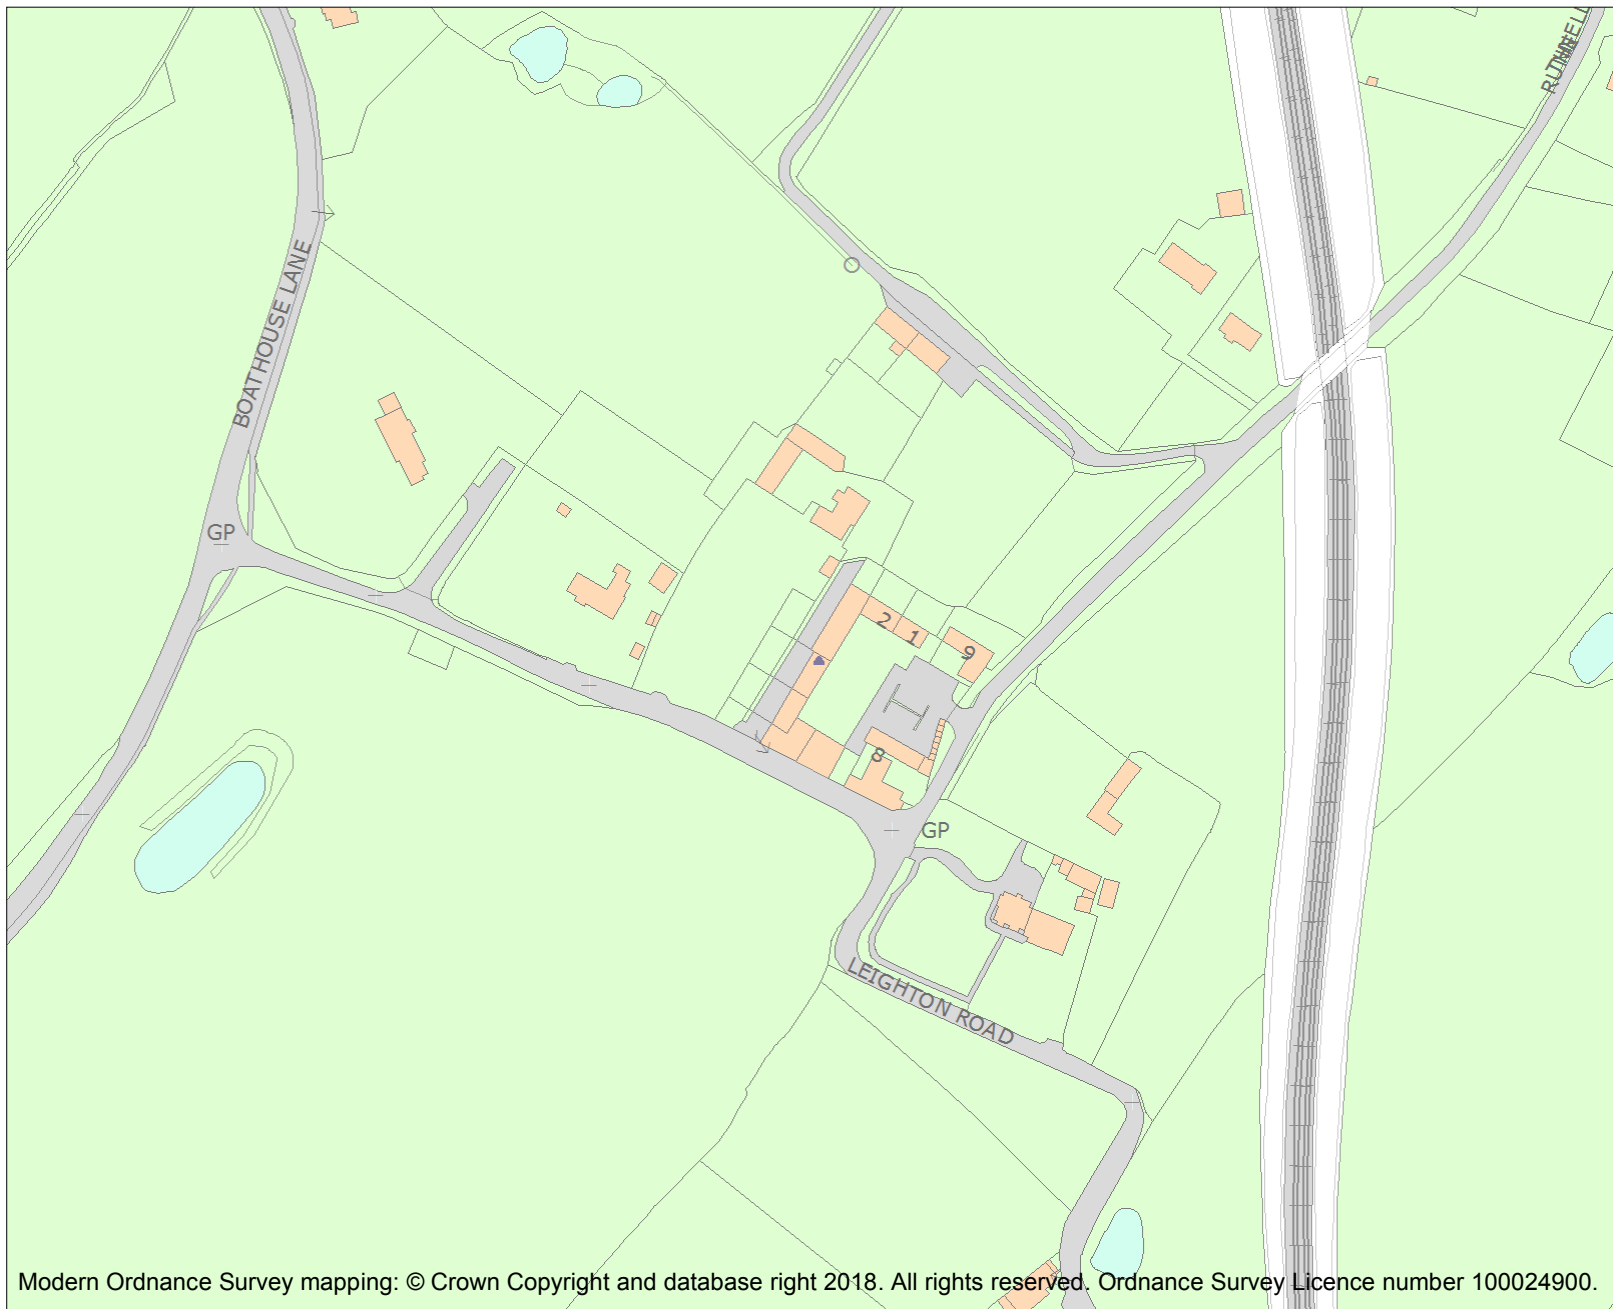 BOATHOUSE LANE
GP
2
1
9
8
GP
LEIGHTON ROAD
Modern Ordnance Survey mapping: © Crown Copyright and database right 2018. All rights reserved. Ordnance Survey Licence number 100024900.